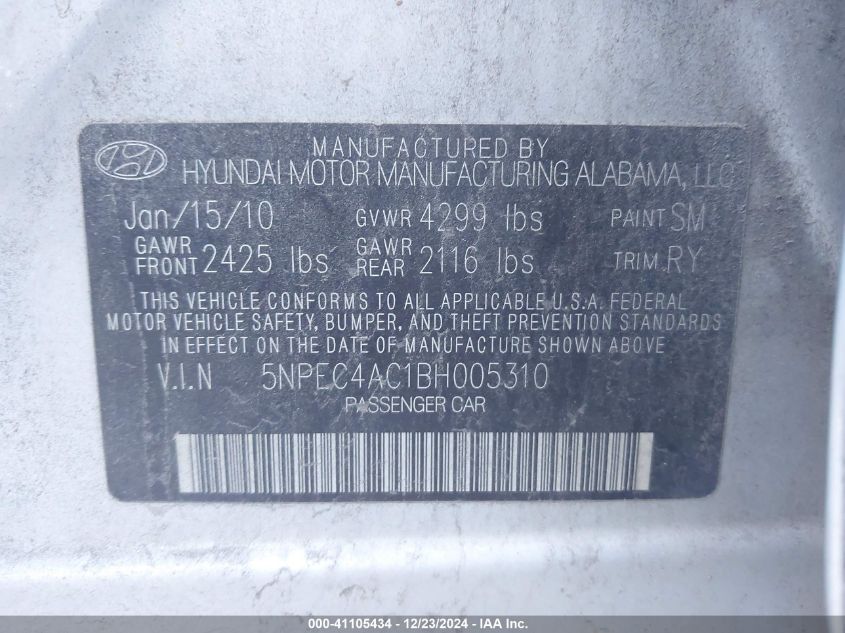 MANUFACTURED BY
HYUNDAI MOTOR MANUFACTURING ALABAMA, LLC
Jan/15/10 GVWR 4299 lbs PAINT SM
GAWR FRONT 2425 lbs GAWR REAR 2116 lbs TRIM RY
THIS VEHICLE CONFORMS TO ALL APPLICABLE U.S.A. FEDERAL
MOTOR VEHICLE SAFETY, BUMPER, AND THEFT PREVENTION STANDARDS
IN EFFECT ON THE DATE OF MANUFACTURE SHOWN ABOVE
V.I.N 5NPEC4AC1BH005310
PASSENGER CAR
000-41105434 - 12/23/2024 - IAA Inc.